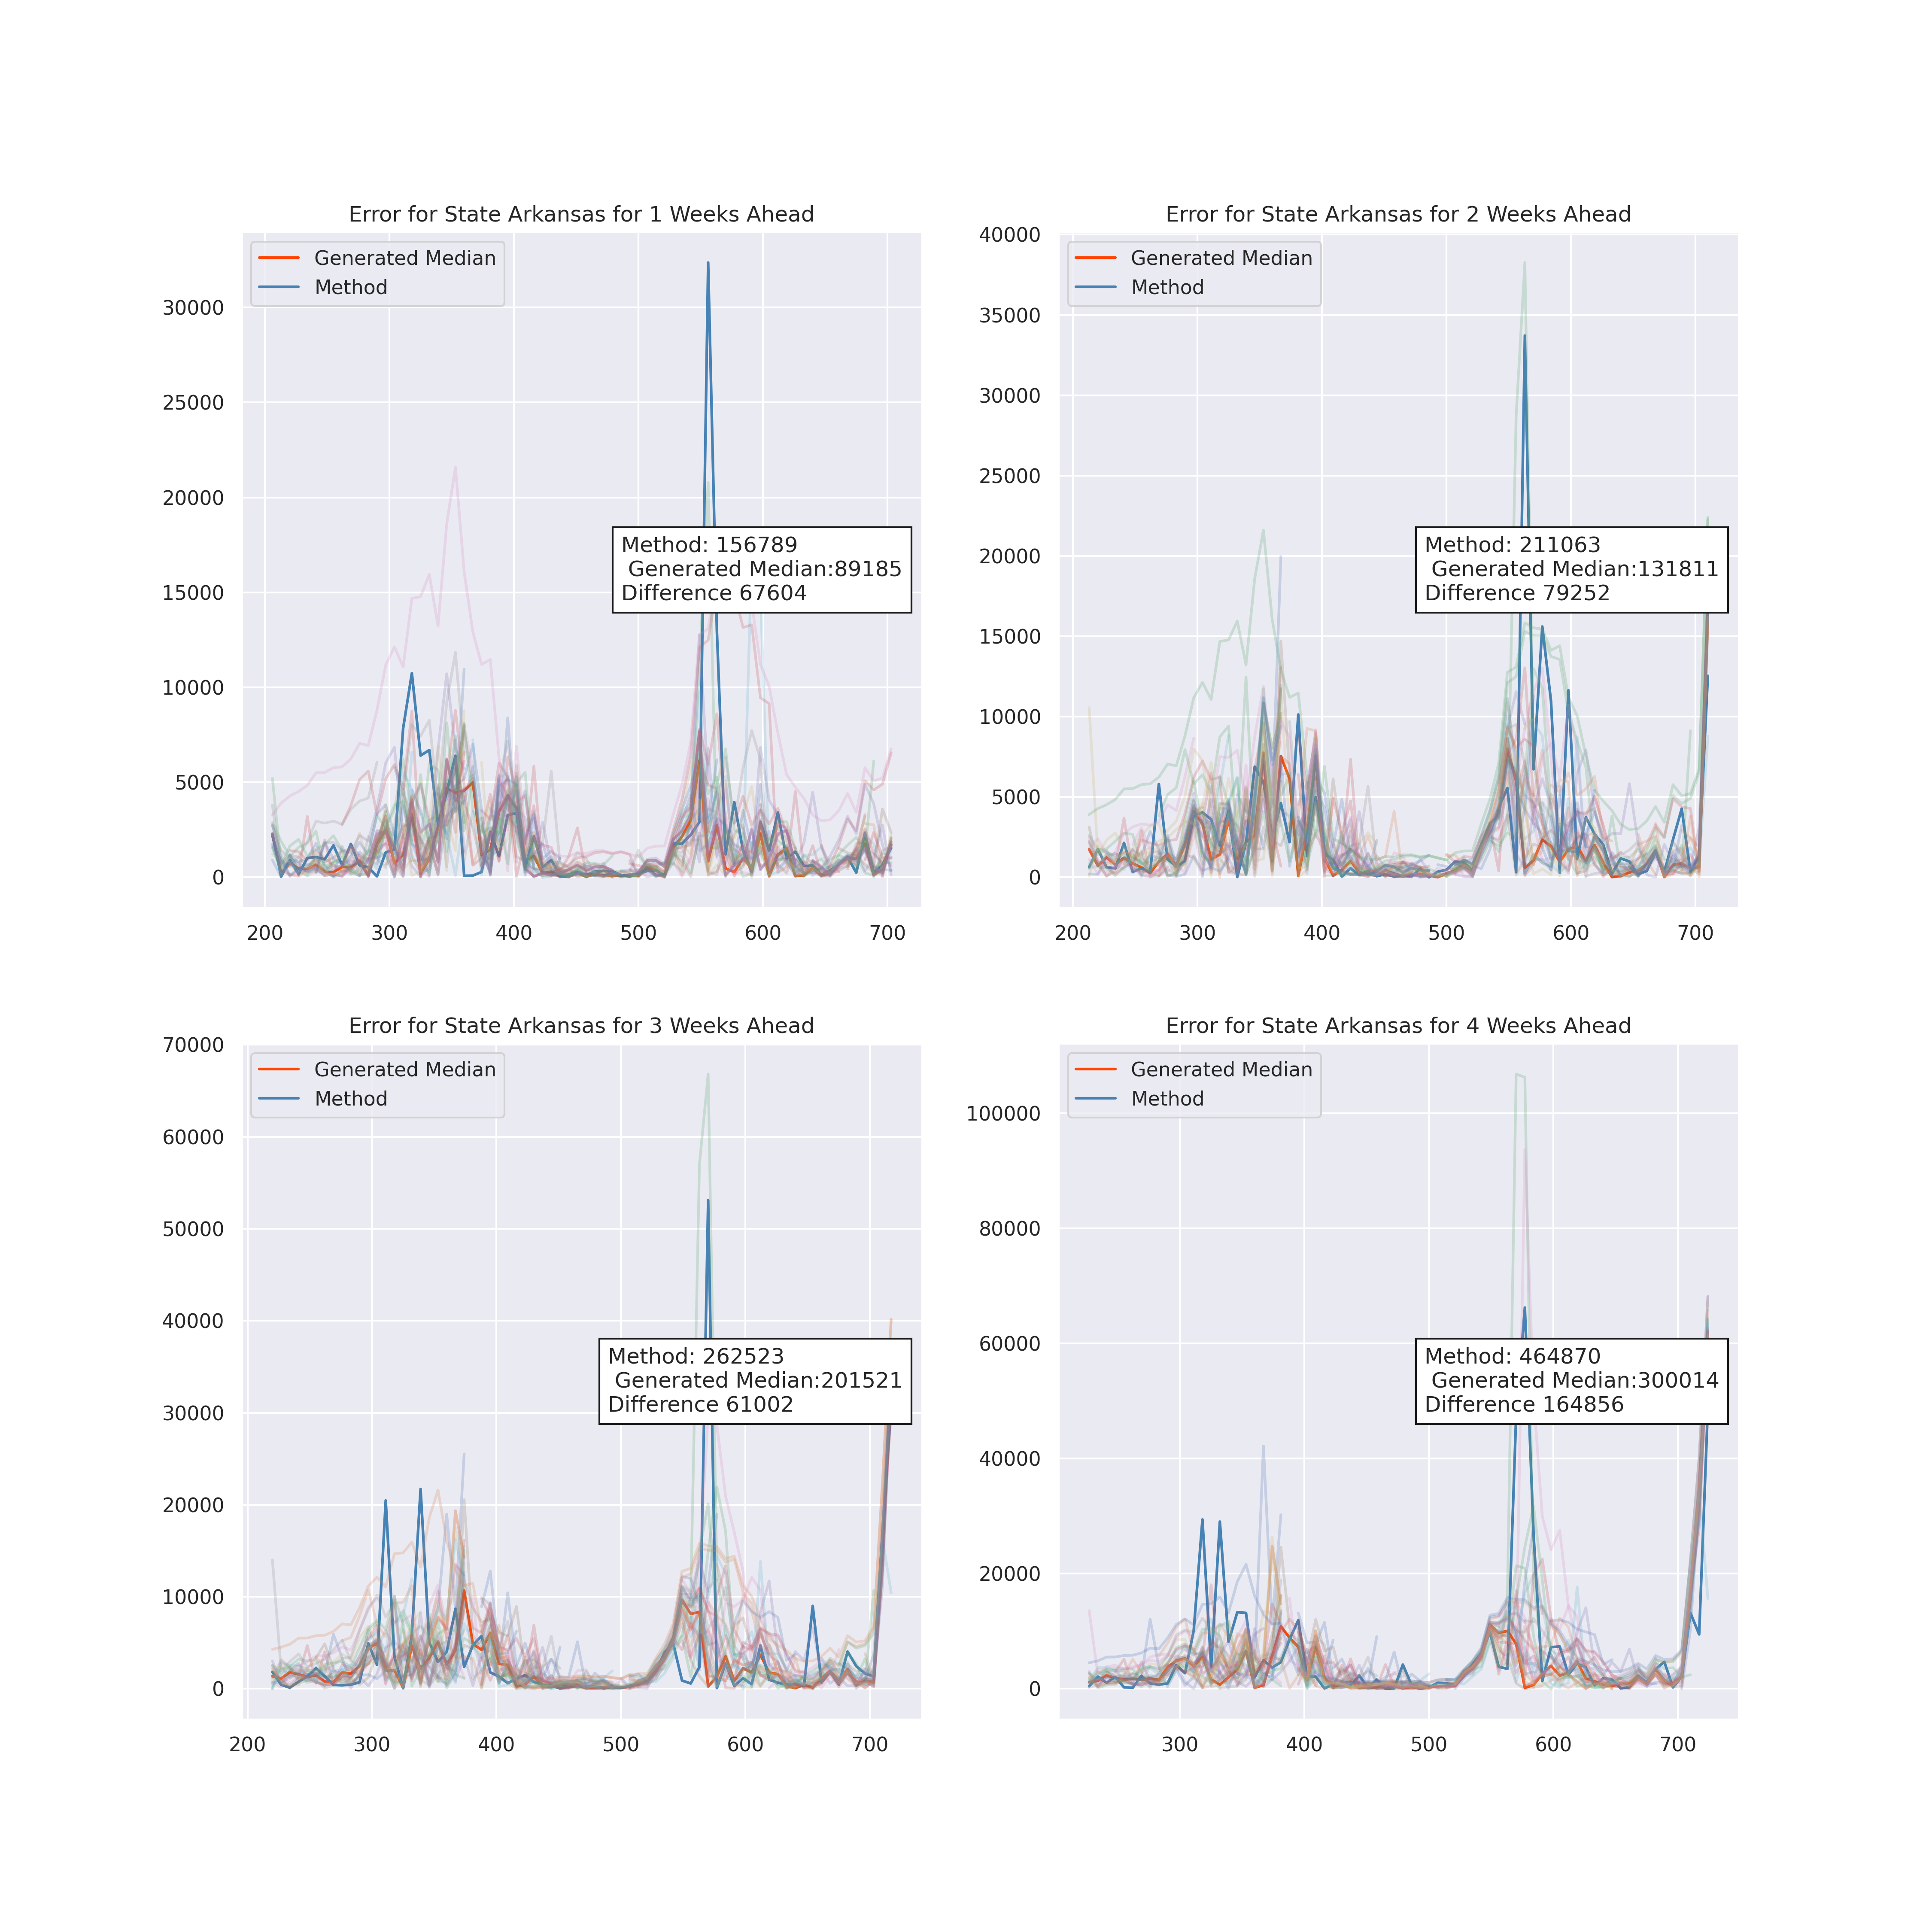 Error for State Arkansas for 1 Weeks Ahead
Generated Median
Method
30000
25000
20000
15000
10000
5000
0
Method: 156789
Generated Median:89185
Difference 67604
200 300 400 500 600 700
Error for State Arkansas for 2 Weeks Ahead
Generated Median
Method
40000
35000
30000
25000
20000
15000
10000
5000
0
Method: 211063
Generated Median:131811
Difference 79252
200 300 400 500 600 700
Error for State Arkansas for 3 Weeks Ahead
Generated Median
Method
70000
60000
50000
40000
30000
20000
10000
0
Method: 262523
Generated Median:201521
Difference 61002
200 300 400 500 600 700
Error for State Arkansas for 4 Weeks Ahead
Generated Median
Method
100000
80000
60000
40000
20000
0
Method: 464870
Generated Median:300014
Difference 164856
300 400 500 600 700